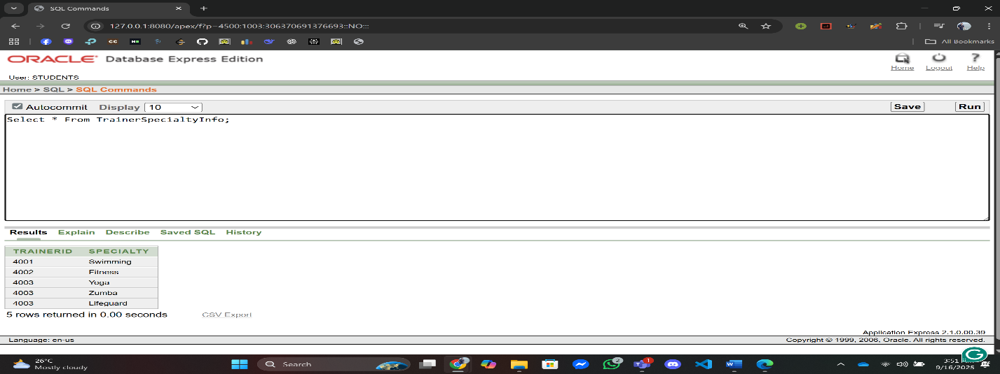 SQL Commands
127.0.0.1:8080/apex/f?p=4500:1003:306370691376693::NO:::
All Bookmarks
ORACLE Database Express Edition
Home Logout Help
User: STUDENTS
Home > SQL > SQL Commands
Autocommit Display 10 Save Run
Select * From TrainerSpecialtyInfo;
Results Explain Describe Saved SQL History
TRAINERID SPECIALTY
4001 Swimming
4002 Fitness
4003 Yoga
4003 Zumba
4003 Lifeguard
5 rows returned in 0.00 seconds CSV Export
Application Express 2.1.0.00.39
Language: en-us Copyright © 1999, 2006, Oracle. All rights reserved.
26°C
Mostly cloudy
Search
2
1
3:51
9/16/2025